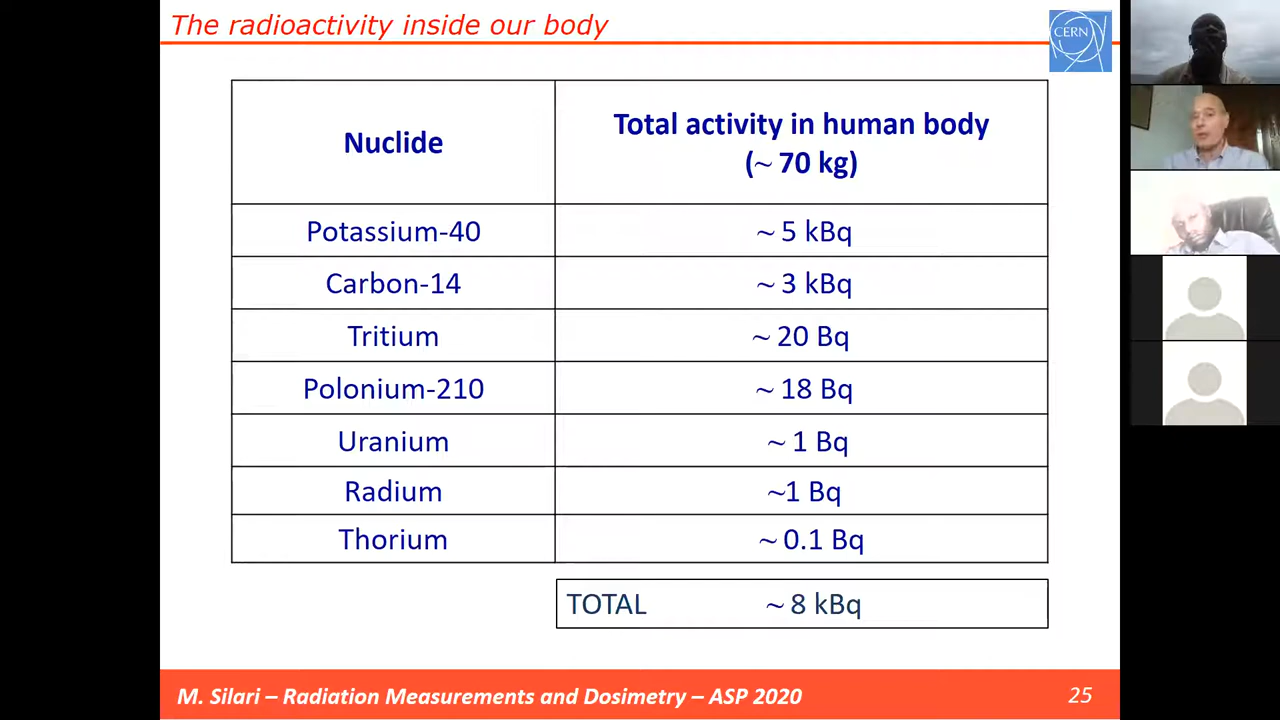 The radioactivity inside our body
CERN
Nuclide
Total activity in human body
(~ 70 kg)
Potassium-40 ~ 5 kBq
Carbon-14 ~ 3 kBq
Tritium ~ 20 Bq
Polonium-210 ~ 18 Bq
Uranium ~ 1 Bq
Radium ~1 Bq
Thorium ~ 0.1 Bq
TOTAL ~ 8 kBq
M. Silari – Radiation Measurements and Dosimetry – ASP 2020 25